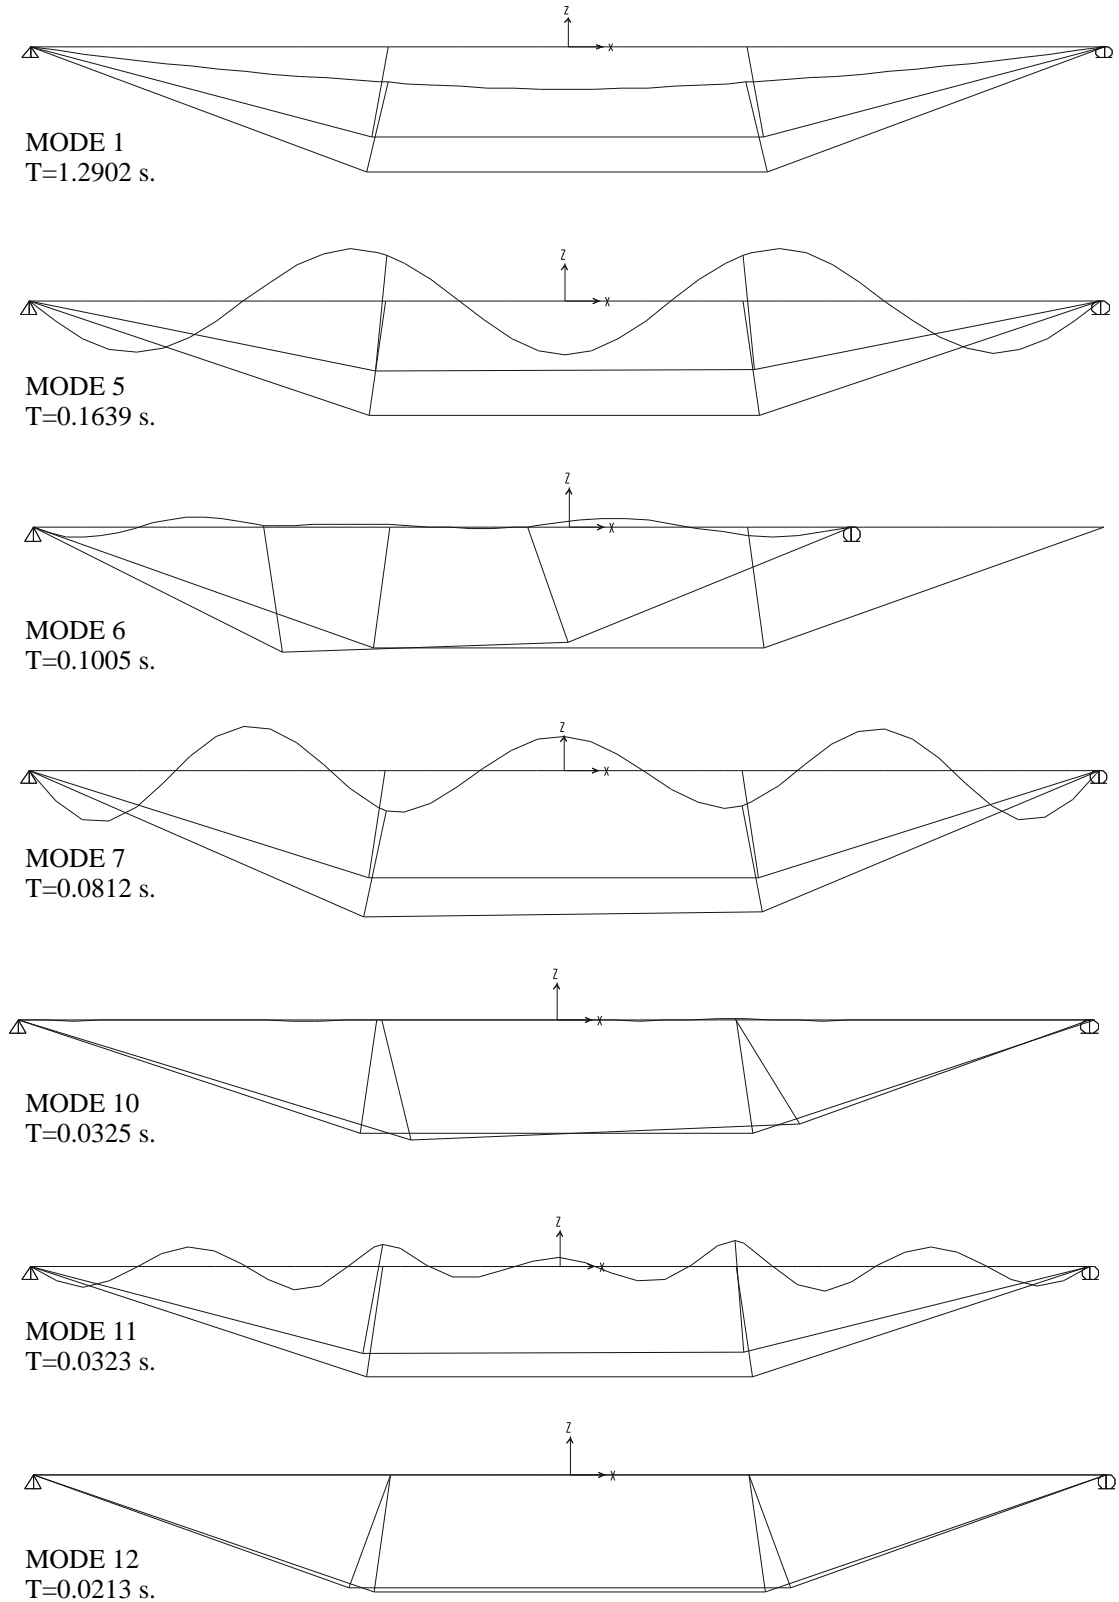 Z
X
MODE 1
T=1.2902 s.
Z
X
MODE 5
T=0.1639 s.
Z
X
MODE 6
T=0.1005 s.
Z
X
MODE 7
T=0.0812 s.
Z
X
MODE 10
T=0.0325 s.
Z
X
MODE 11
T=0.0323 s.
Z
X
MODE 12
T=0.0213 s.